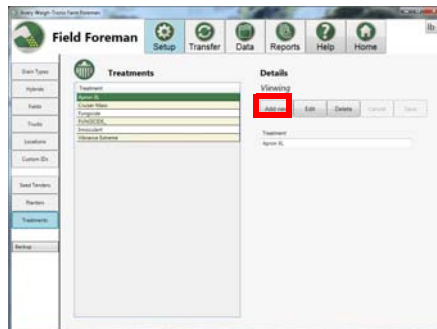 Avery Weigh-Tronix Farm Foreman
Field Foreman
Setup
Transfer
Data
Reports
Help
Home
lb
Grain Types
Hybrids
Fields
Trucks
Locations
Custom IDs
Seed Tenders
Planters
Treatments
Backup
Treatments
Treatment
Apron XL
Cruiser Maxx
Fungicide
FUNGICIDE_
Innoculant
Vibrance Extreme
Details
Viewing
Add new
Edit
Delete
Cancel
Save
Treatment
Apron XL